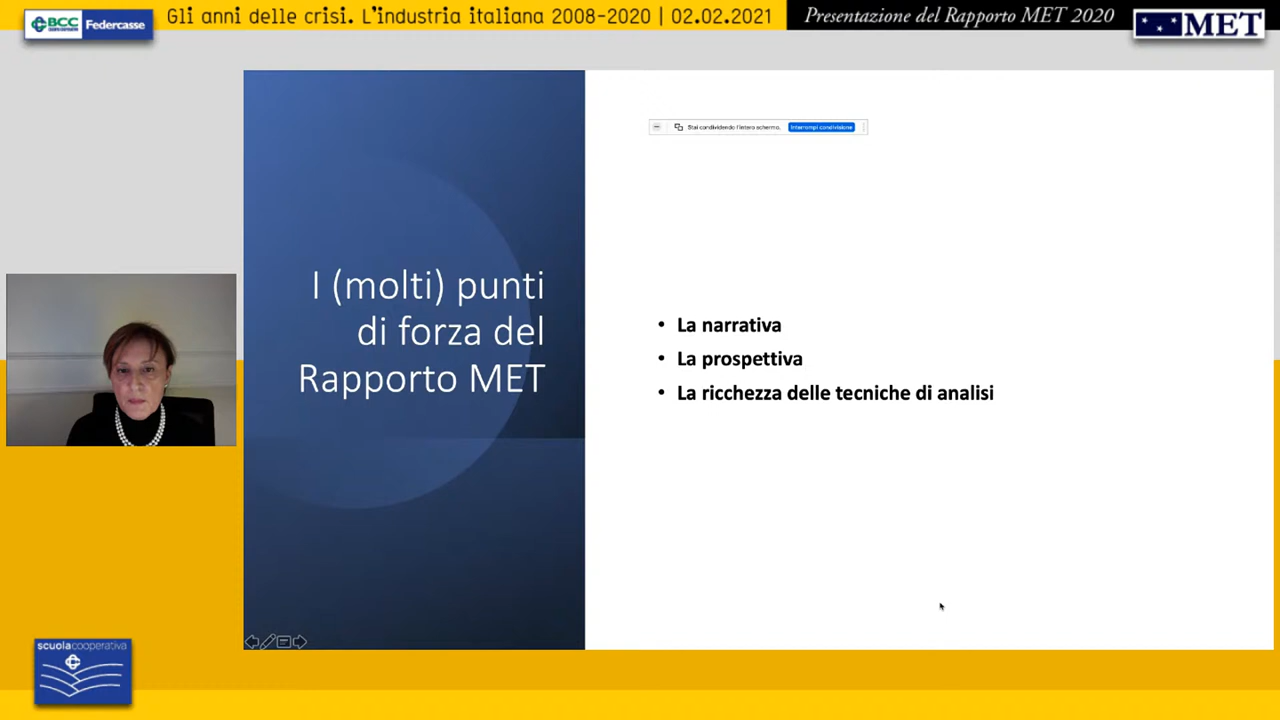 BCC
Federcasse
Gli anni delle crisi. L'industria italiana 2008-2020 | 02.02.2021
Presentazione del Rapporto MET 2020
MET
Stai condividendo l'intero schermo.
Interrompi condivisione
I (molti) punti
di forza del
Rapporto MET
• La narrativa
• La prospettiva
• La ricchezza delle tecniche di analisi
scuolacooperativa